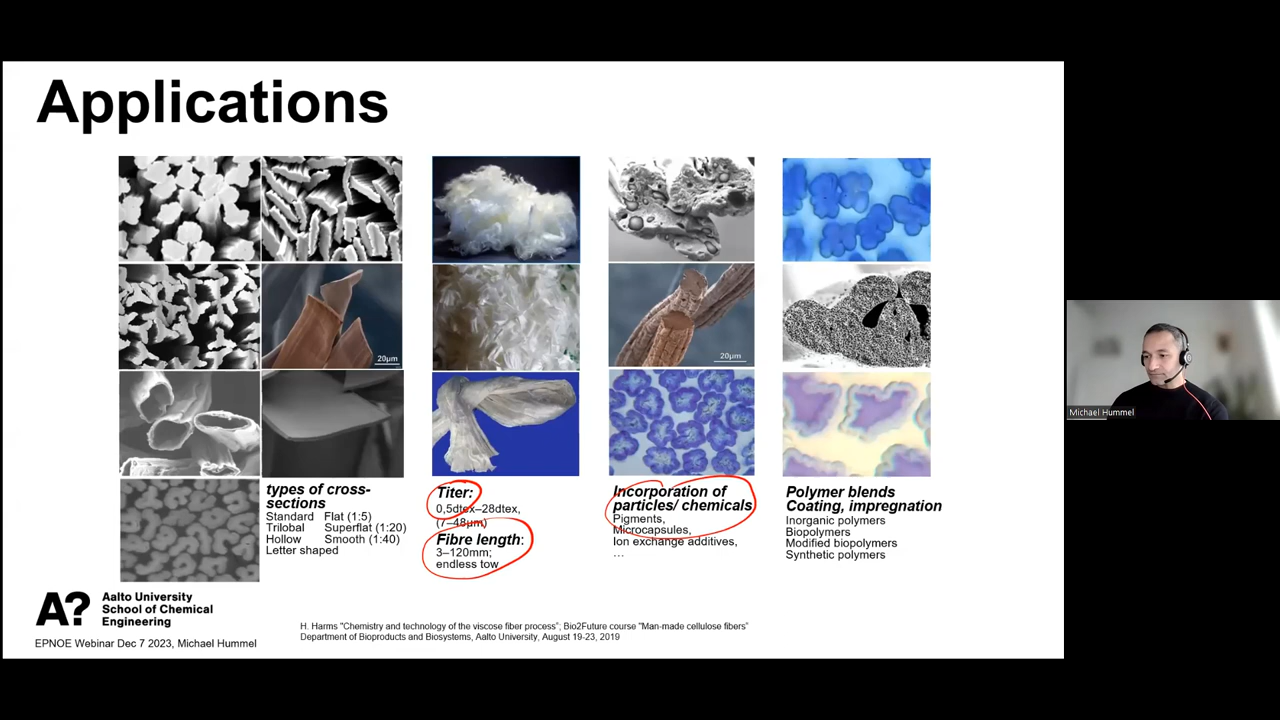 Applications
20µm
20µm
types of cross-
sections
Standard Flat (1:5)
Trilobal Superflat (1:20)
Hollow Smooth (1:40)
Letter shaped
Titer:
0,5dtex–28dtex,
(7–48µm)
Fibre length:
3–120mm;
endless tow
Incorporation of
particles/ chemicals
Pigments,
Microcapsules,
Ion exchange additives,
...
Polymer blends
Coating, impregnation
Inorganic polymers
Biopolymers
Modified biopolymers
Synthetic polymers
A?
Aalto University
School of Chemical
Engineering
EPNOE Webinar Dec 7 2023, Michael Hummel
H. Harms "Chemistry and technology of the viscose fiber process"; Bio2Future course "Man-made cellulose fibers"
Department of Bioproducts and Biosystems, Aalto University, August 19-23, 2019
Michael Hummel